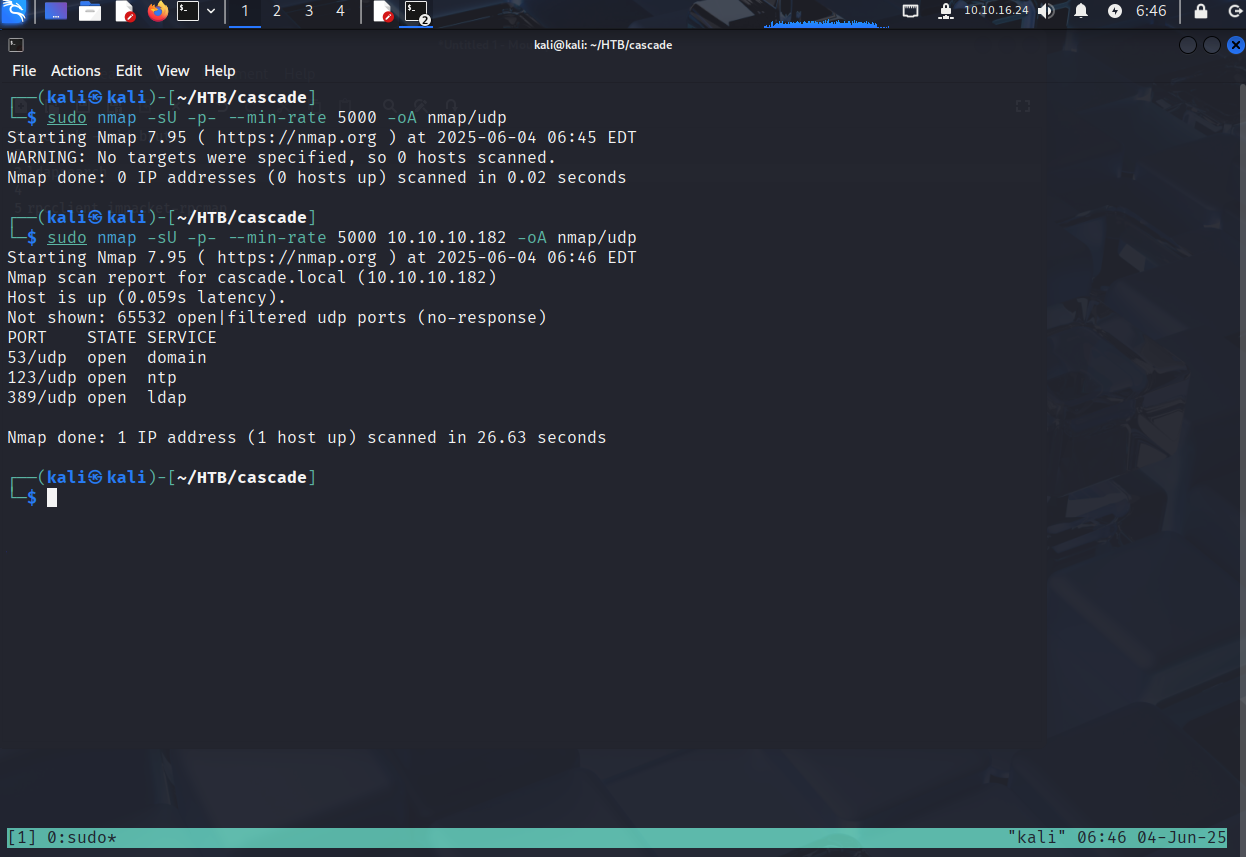 1 2 3 4 2 10.10.16.24 6:46
kali@kali: ~/HTB/cascade
File Actions Edit View Help
┌──(kali㉿kali)-[~/HTB/cascade]
└─$ sudo nmap -sU -p- --min-rate 5000 -oA nmap/udp
Starting Nmap 7.95 ( https://nmap.org ) at 2025-06-04 06:45 EDT
WARNING: No targets were specified, so 0 hosts scanned.
Nmap done: 0 IP addresses (0 hosts up) scanned in 0.02 seconds
┌──(kali㉿kali)-[~/HTB/cascade]
└─$ sudo nmap -sU -p- --min-rate 5000 10.10.10.182 -oA nmap/udp
Starting Nmap 7.95 ( https://nmap.org ) at 2025-06-04 06:46 EDT
Nmap scan report for cascade.local (10.10.10.182)
Host is up (0.059s latency).
Not shown: 65532 open|filtered udp ports (no-response)
PORT    STATE SERVICE
53/udp  open  domain
123/udp open  ntp
389/udp open  ldap
Nmap done: 1 IP address (1 host up) scanned in 26.63 seconds
┌──(kali㉿kali)-[~/HTB/cascade]
└─$
[1] 0:sudo* "kali" 06:46 04-Jun-25